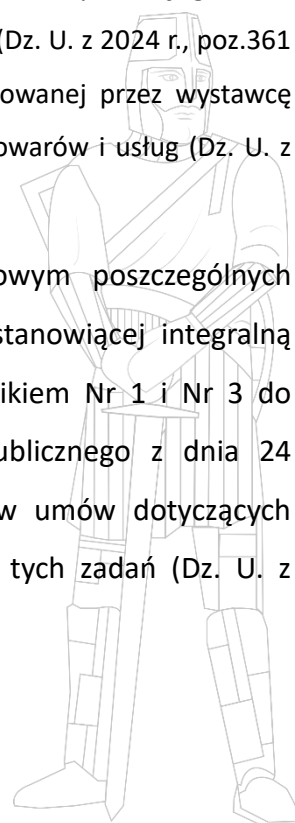 (Dz. U. z 2024 r., poz.361
owanej przez wystawcę
owarów i usług (Dz. U. z
owym poszczególnych
stanowiącej integralną
ikiem Nr 1 i Nr 3 do
ublicznego z dnia 24
w umów dotyczących
tych zadań (Dz. U. z